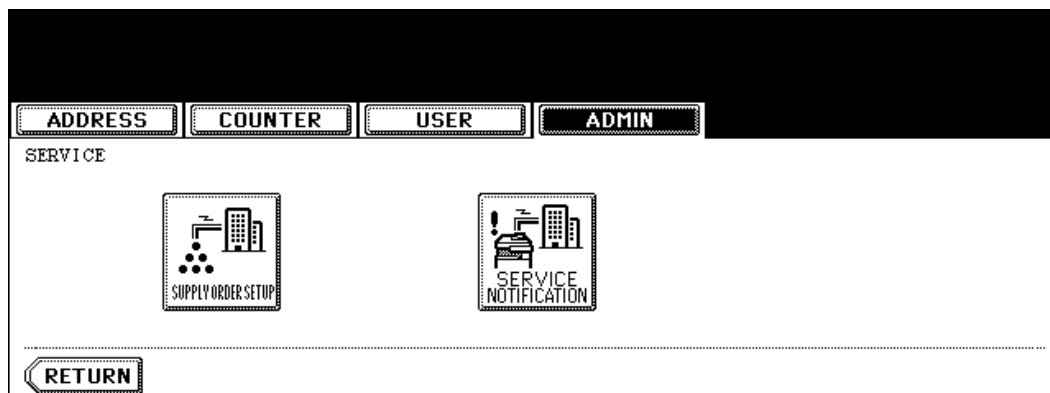 ADDRESS COUNTER USER ADMIN
SERVICE
SUPPLY ORDER SETUP
SERVICE
NOTIFICATION
RETURN